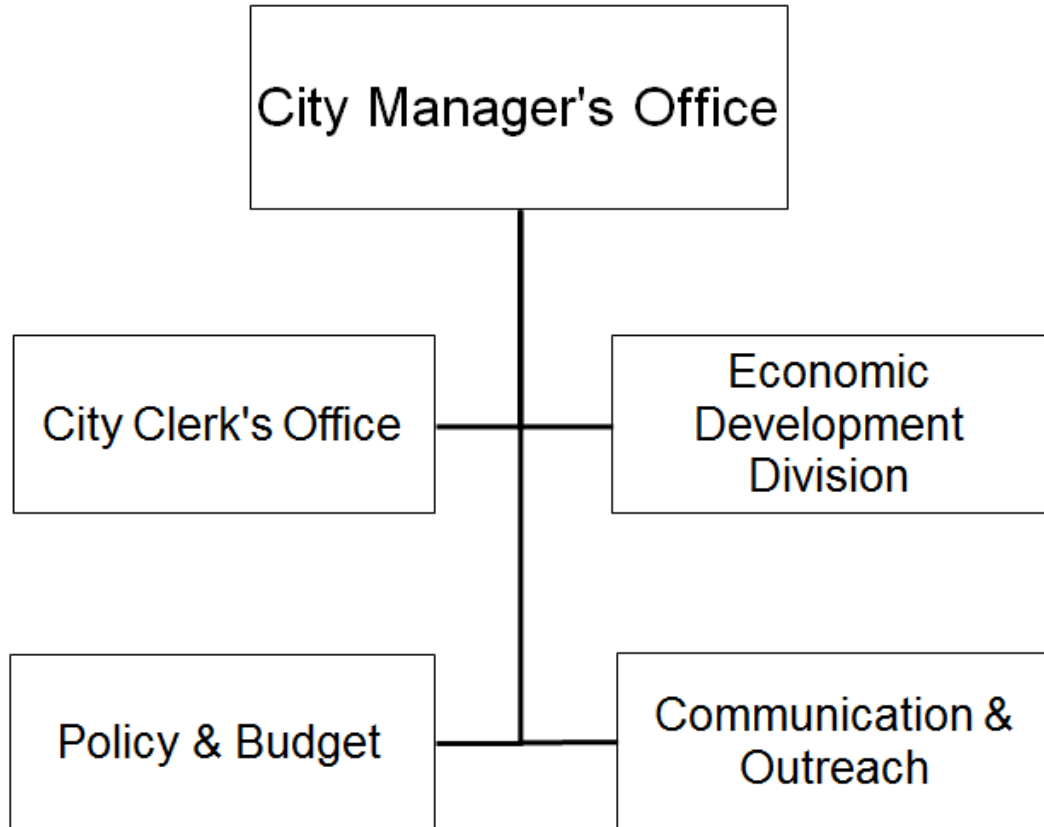 City Manager's Office
City Clerk's Office
Economic
Development
Division
Policy & Budget
Communication &
Outreach